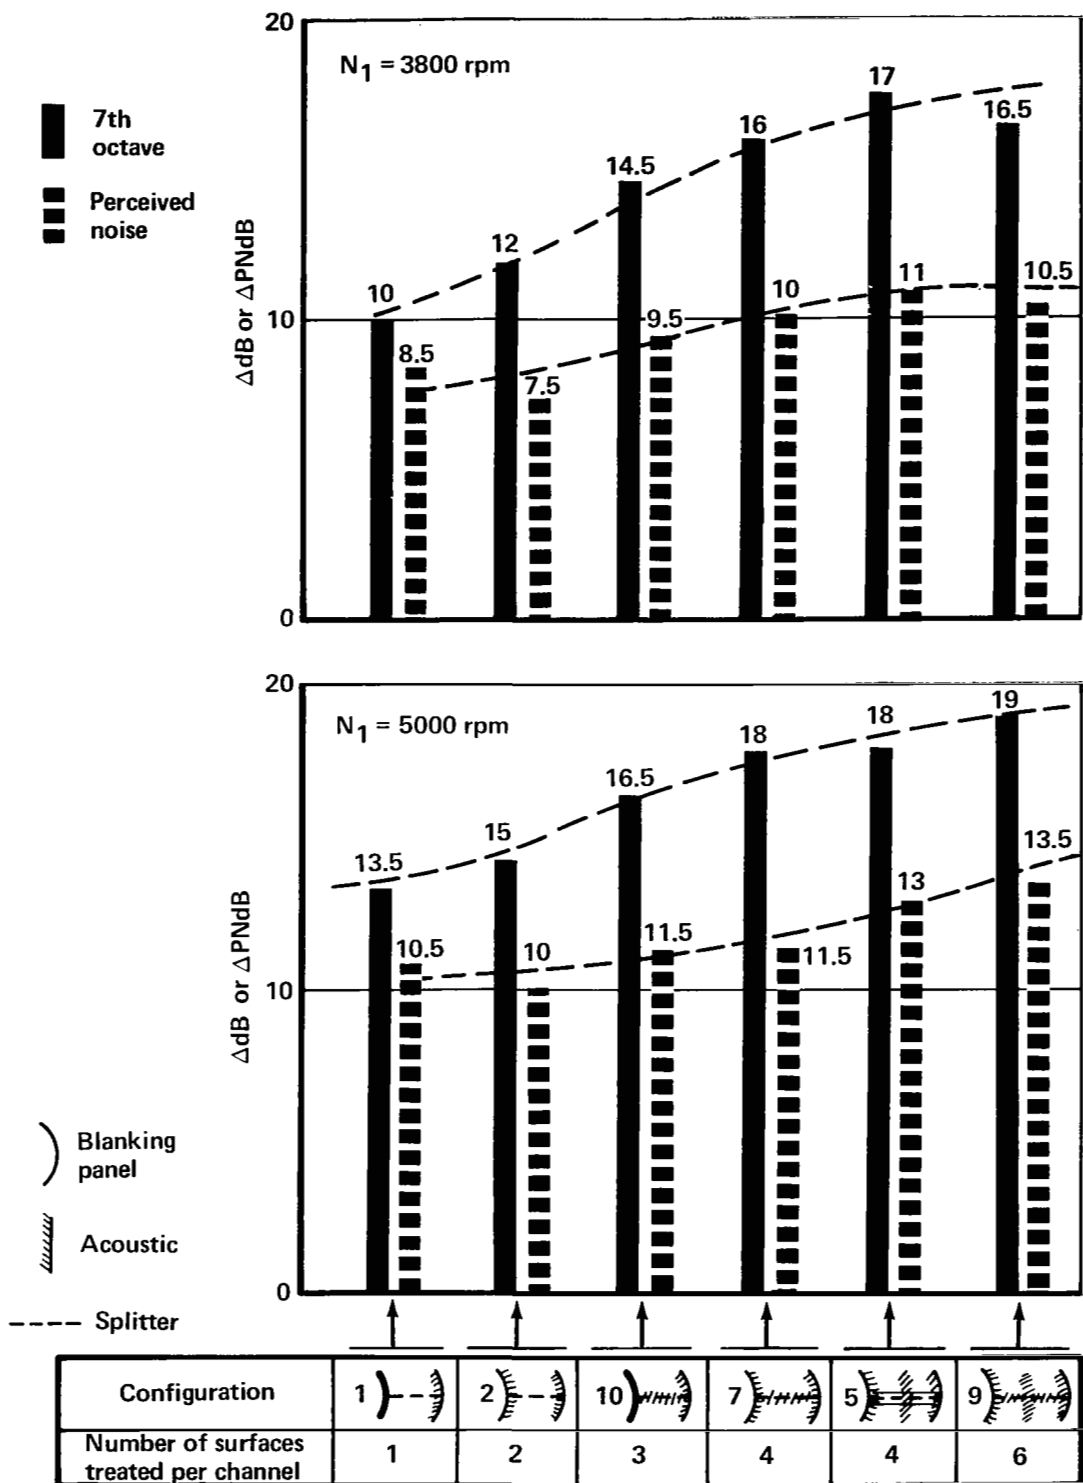 20
N1 = 3800 rpm
7th
octave
Perceived
noise
ΔdB or ΔPNdB
10
0
10
8.5
12
7.5
14.5
9.5
16
10
17
11
16.5
10.5
20
N1 = 5000 rpm
ΔdB or ΔPNdB
10
0
13.5
10.5
15
10
16.5
11.5
18
11.5
18
13
19
13.5
Blanking
panel
Acoustic
Splitter
Configuration
1
2
10
7
5
9
Number of surfaces
treated per channel
1
2
3
4
4
6